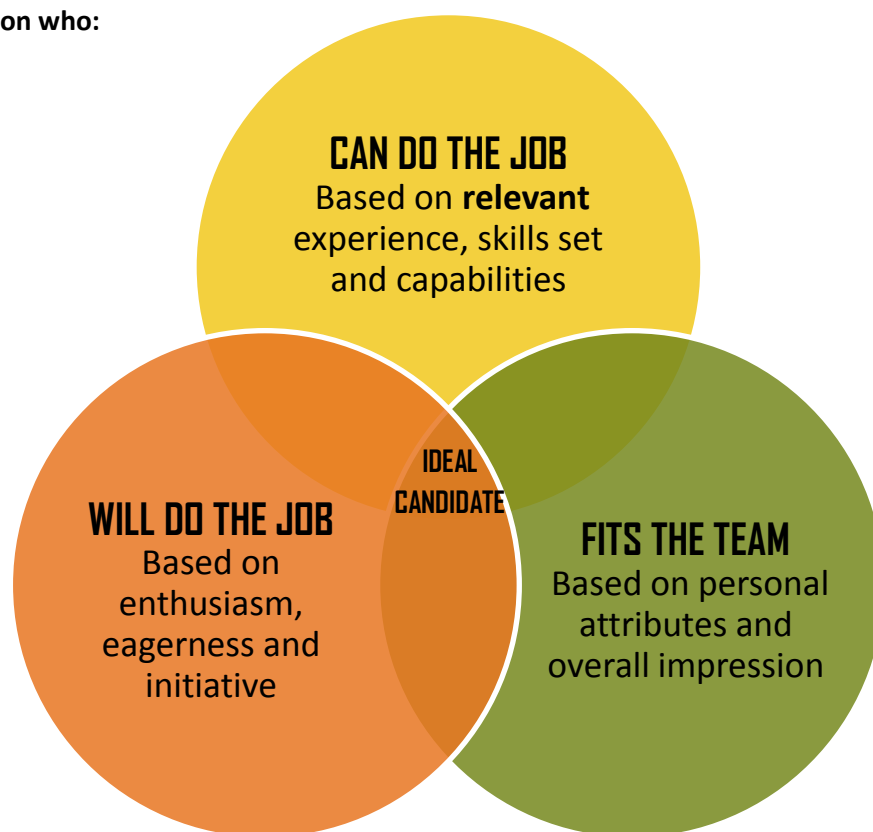 on who:
CAN DO THE JOB
Based on relevant
experience, skills set
and capabilities
IDEAL
CANDIDATE
WILL DO THE JOB
Based on
enthusiasm,
eagerness and
initiative
FITS THE TEAM
Based on personal
attributes and
overall impression